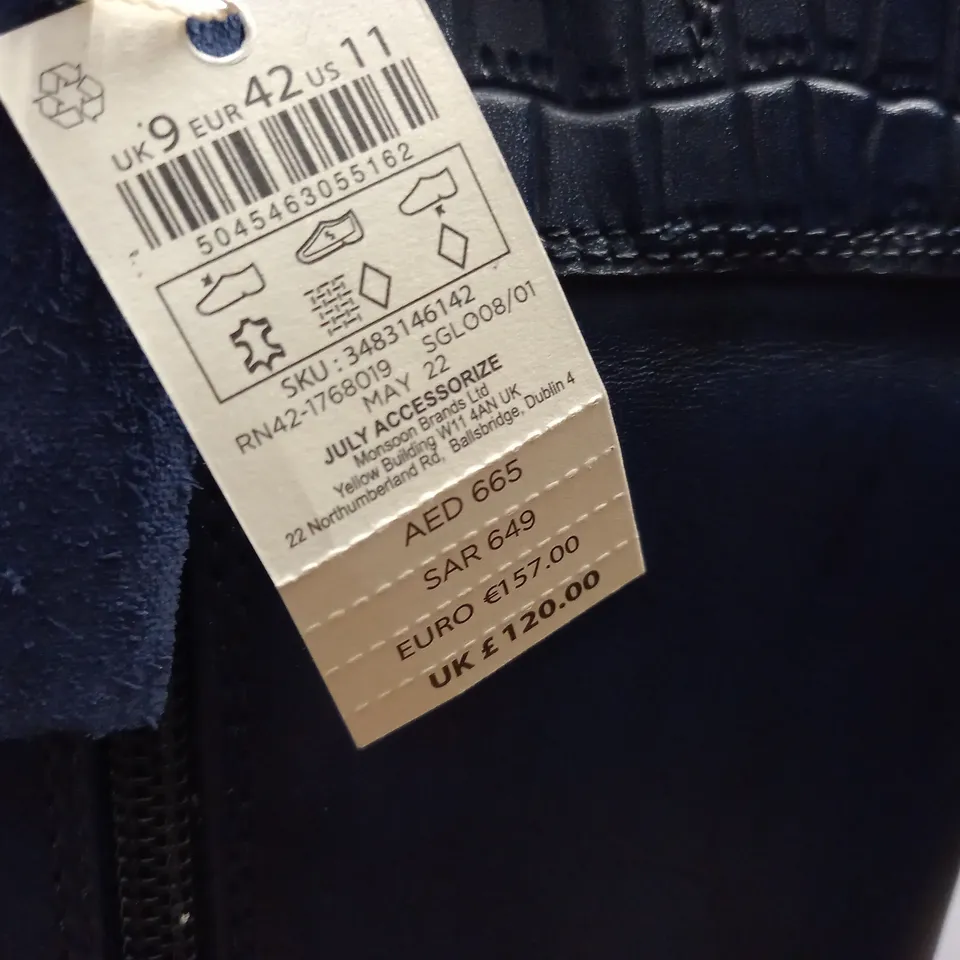 UK 9 EUR 42 US 11
5045463055162
SKU : 3483146142
RN42-1768019 SGLO08/01
MAY 22
JULY ACCESSORIZE
Monsoon Brands Ltd
Yellow Building W11 4AN UK
22 Northumberland Rd, Ballsbridge, Dublin 4
AED 665
SAR 649
EURO €157.00
UK £120.00